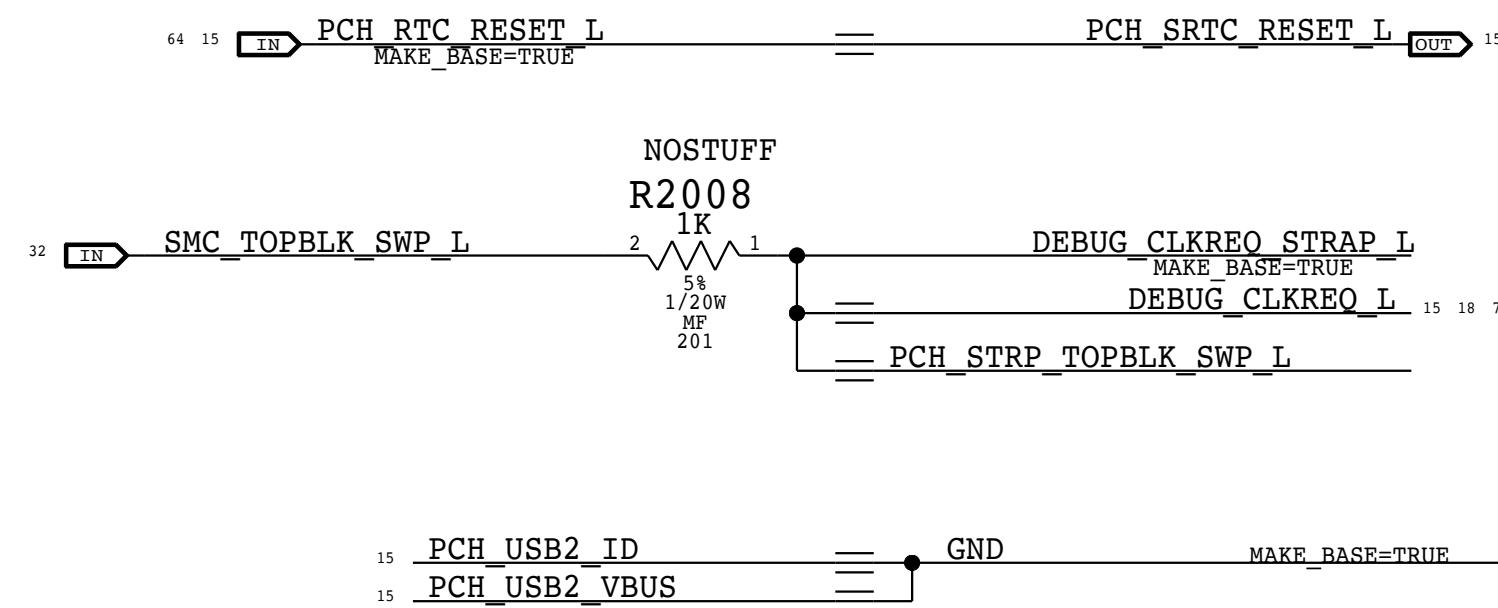 64 15 IN PCH_RTC_RESET_L PCH_SRTC_RESET_L OUT 15
MAKE_BASE=TRUE
NOSTUFF
R2008
1K
32 IN SMC_TOPBLK_SWP_L 2 1 DEBUG_CLKREQ_STRAP_L
MAKE_BASE=TRUE
5%
1/20W
MF
201
DEBUG_CLKREQ_L 15 18 7
PCH_STRP_TOPBLK_SWP_L
15 PCH_USB2_ID GND MAKE_BASE=TRUE
15 PCH_USB2_VBUS